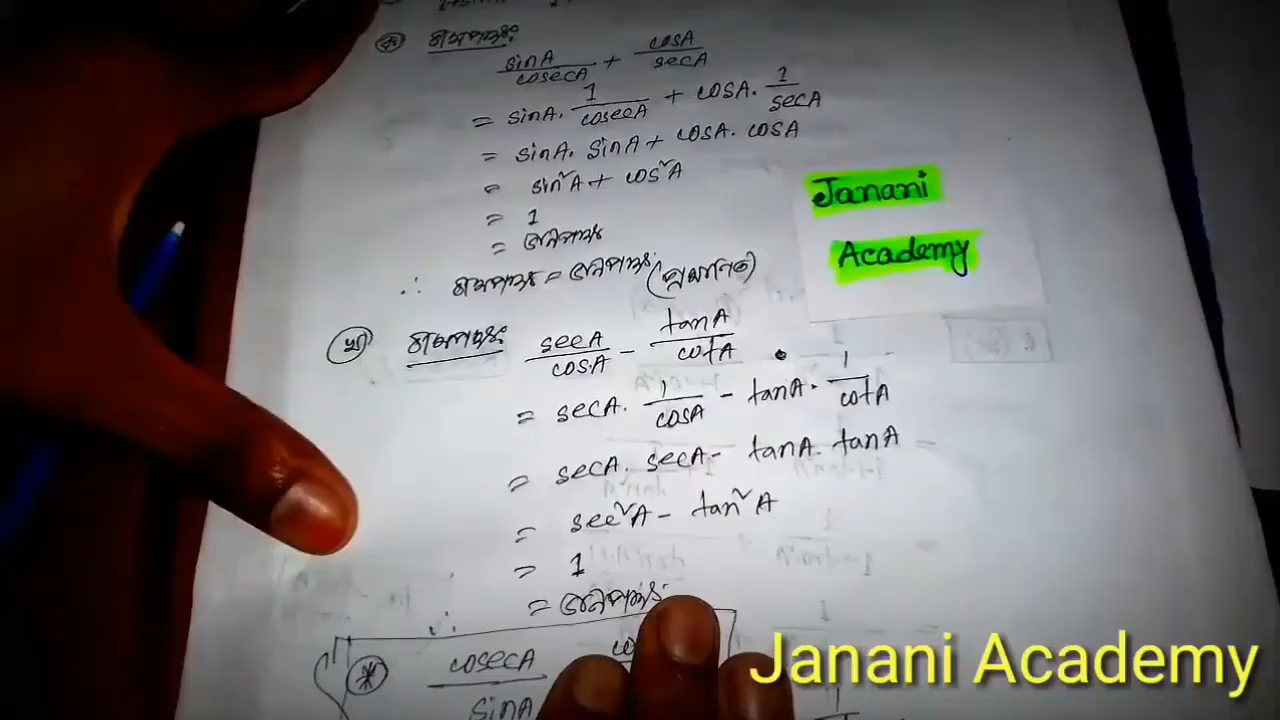 (ক) বামপক্ষঃ
sinA/cosecA + cosA/secA
= sinA. 1/cosecA + cosA. 1/secA
= sinA. sinA + cosA. cosA
= sin²A + cos²A
= 1
= ডানপক্ষ
∴ বামপক্ষ = ডানপক্ষ (প্রমাণিত)
(খ) বামপক্ষঃ secA/cosA - tanA/cotA
= secA. 1/cosA - tanA. 1/cotA
= secA. secA - tanA. tanA
= sec²A - tan²A
= 1
= ডানপক্ষ
∴
cosecA/sinA
Janani
Academy
Janani Academy